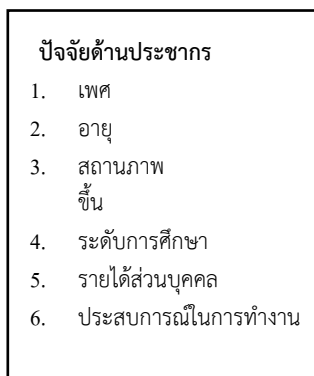 ปัจจัยด้านประชากร
1. เพศ
2. อายุ
3. สถานภาพ
ขึ้น
4. ระดับการศึกษา
5. รายได้ส่วนบุคคล
6. ประสบการณ์ในการทำงาน